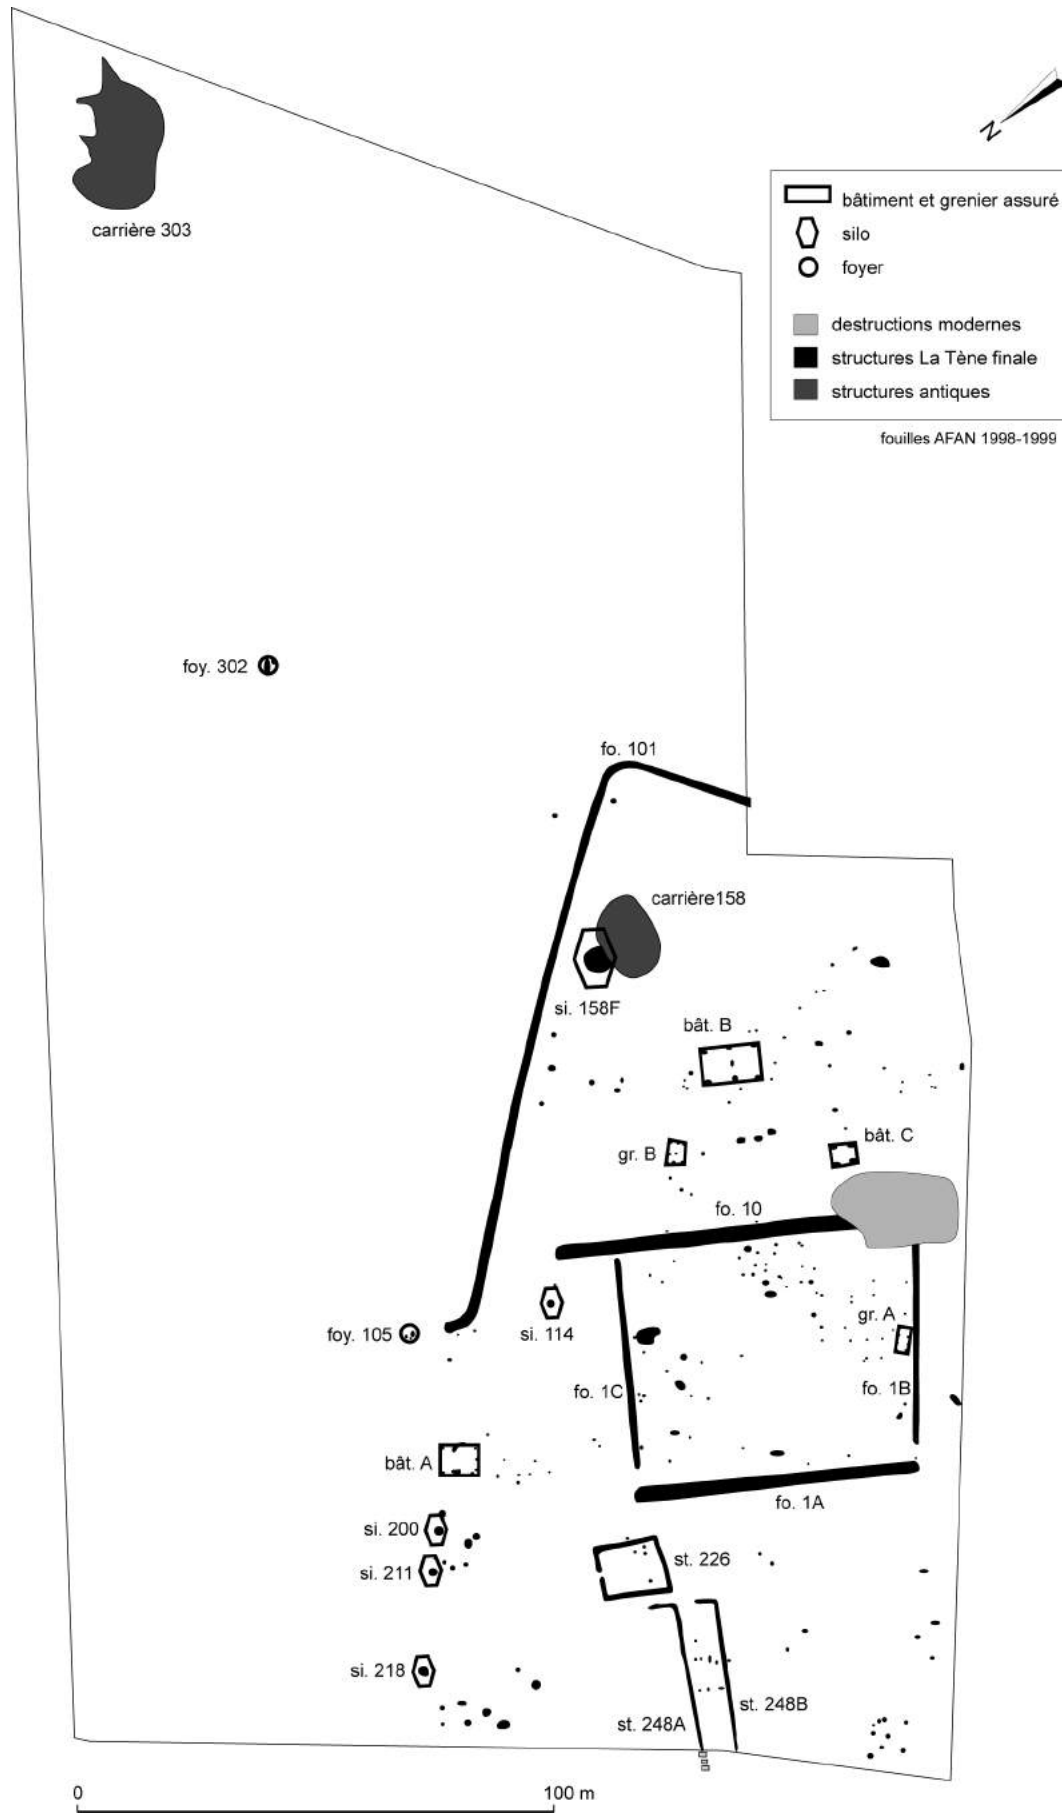 carrière 303
N
bâtiment et grenier assuré
silo
foyer
destructions modernes
structures La Tène finale
structures antiques
fouilles AFAN 1998-1999
foy. 302
fo. 101
carrière158
si. 158F
bât. B
gr. B
bât. C
fo. 10
foy. 105
si. 114
gr. A
fo. 1C
fo. 1B
bât. A
fo. 1A
si. 200
st. 226
si. 211
si. 218
st. 248B
st. 248A
0 100 m